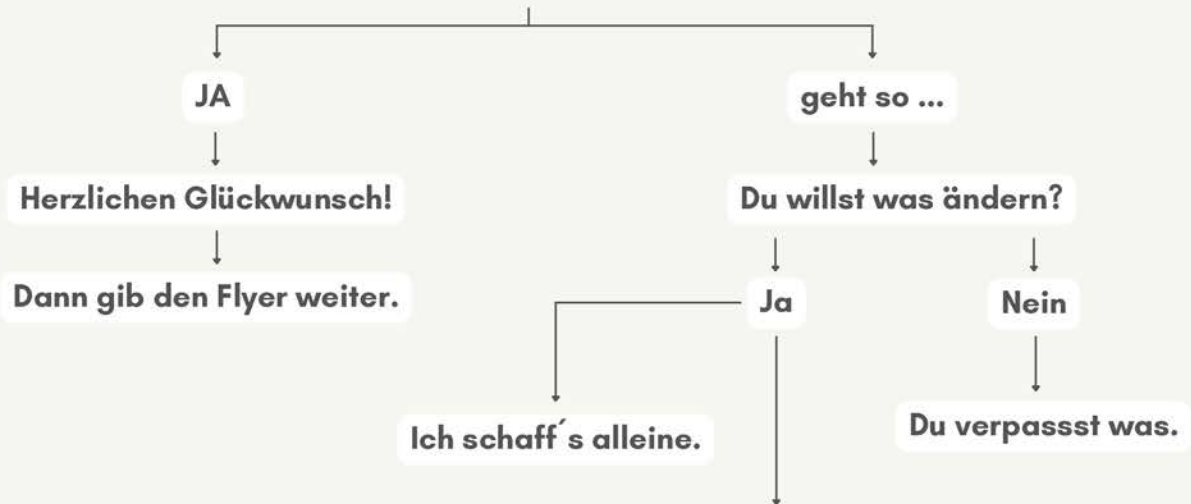 JA
geht so ...
Herzlichen Glückwunsch!
Du willst was ändern?
Dann gib den Flyer weiter.
Ja
Nein
Ich schaff´s alleine.
Du verpassst was.